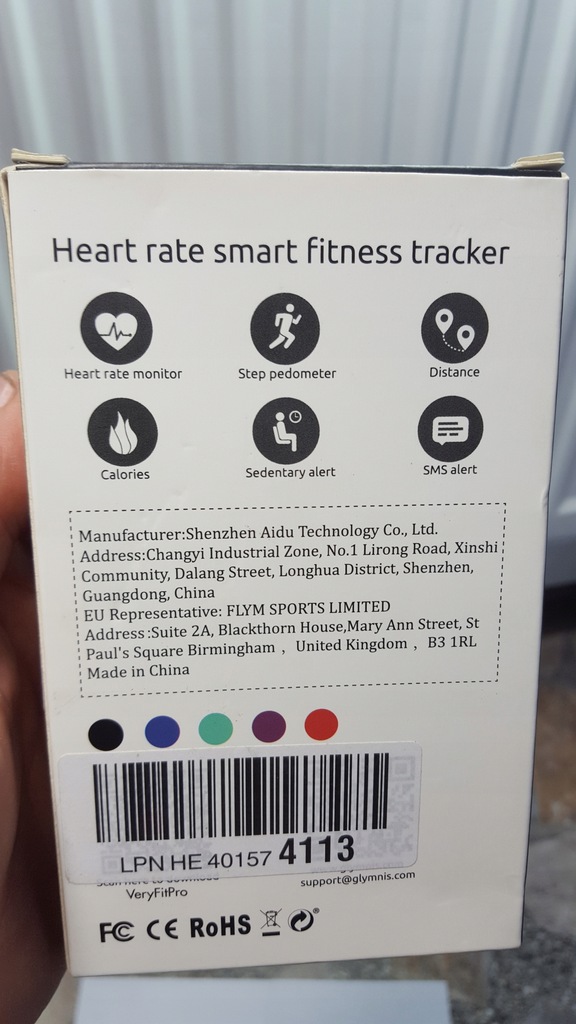 Heart rate smart fitness tracker
Heart rate monitor
Step pedometer
Distance
Calories
Sedentary alert
SMS alert
Manufacturer:Shenzhen Aidu Technology Co., Ltd.
Address:Changyi Industrial Zone, No.1 Lirong Road, Xinshi
Community, Dalang Street, Longhua District, Shenzhen,
Guangdong, China
EU Representative: FLYM SPORTS LIMITED
Address:Suite 2A, Blackthorn House,Mary Ann Street, St
Paul's Square Birmingham , United Kingdom , B3 1RL
Made in China
LPN HE 40157 4113
VeryFitPro
support@glymnis.com
FC CE RoHS